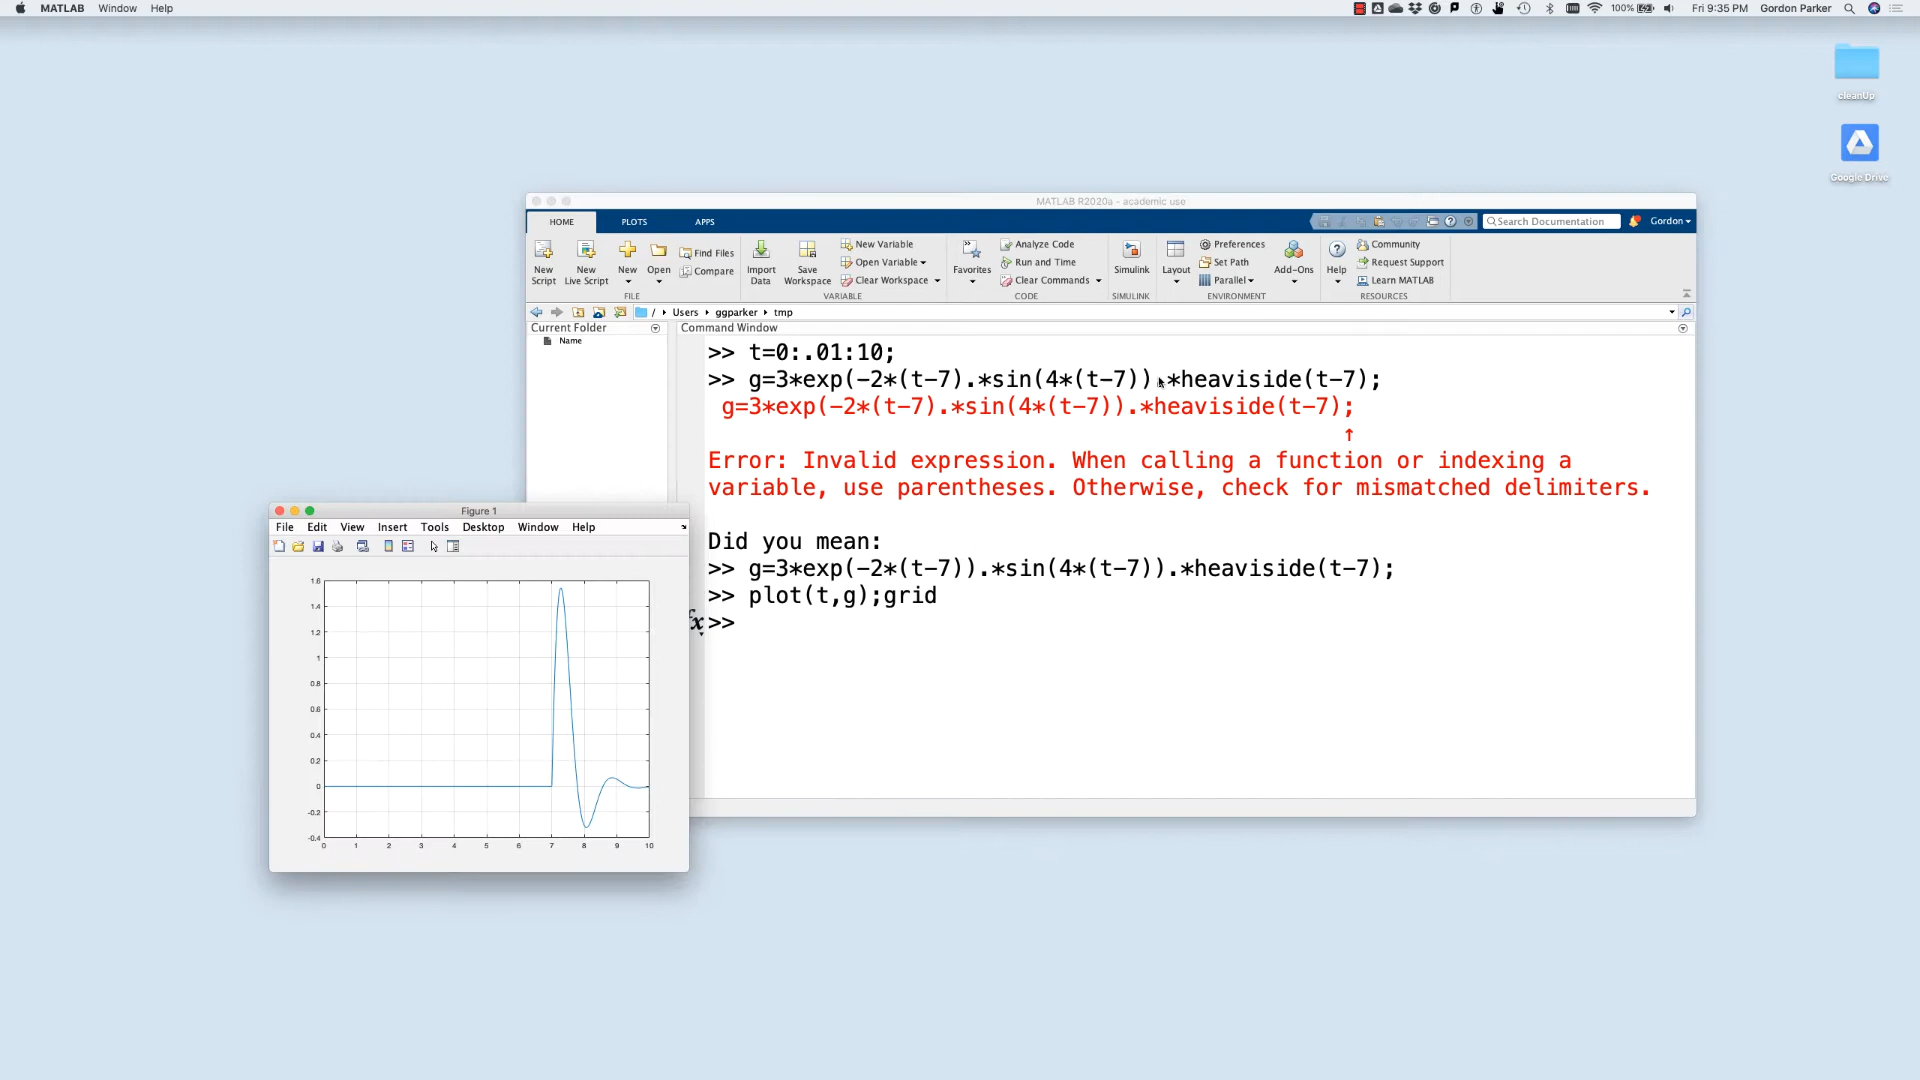 MATLAB Window Help
100% Fri 9:35 PM Gordon Parker
cleanUp
Google Drive
MATLAB R2020a - academic use
HOME PLOTS APPS
Search Documentation Gordon
New Script
New Live Script
New
Open
Find Files
Compare
FILE
Import Data
Save Workspace
New Variable
Open Variable
Clear Workspace
VARIABLE
Favorites
Analyze Code
Run and Time
Clear Commands
CODE
Simulink
SIMULINK
Layout
Preferences
Set Path
Parallel
Add-Ons
ENVIRONMENT
Help
Community
Request Support
Learn MATLAB
RESOURCES
/ Users ggparker tmp
Current Folder
Name
Command Window
>> t=0:.01:10;
>> g=3*exp(-2*(t-7).*sin(4*(t-7)).*heaviside(t-7);
g=3*exp(-2*(t-7).*sin(4*(t-7)).*heaviside(t-7);
↑
Error: Invalid expression. When calling a function or indexing a
variable, use parentheses. Otherwise, check for mismatched delimiters.
Did you mean:
>> g=3*exp(-2*(t-7)).*sin(4*(t-7)).*heaviside(t-7);
>> plot(t,g);grid
fx >>
Figure 1
File Edit View Insert Tools Desktop Window Help
1.6
1.4
1.2
1
0.8
0.6
0.4
0.2
0
-0.2
-0.4
0 1 2 3 4 5 6 7 8 9 10